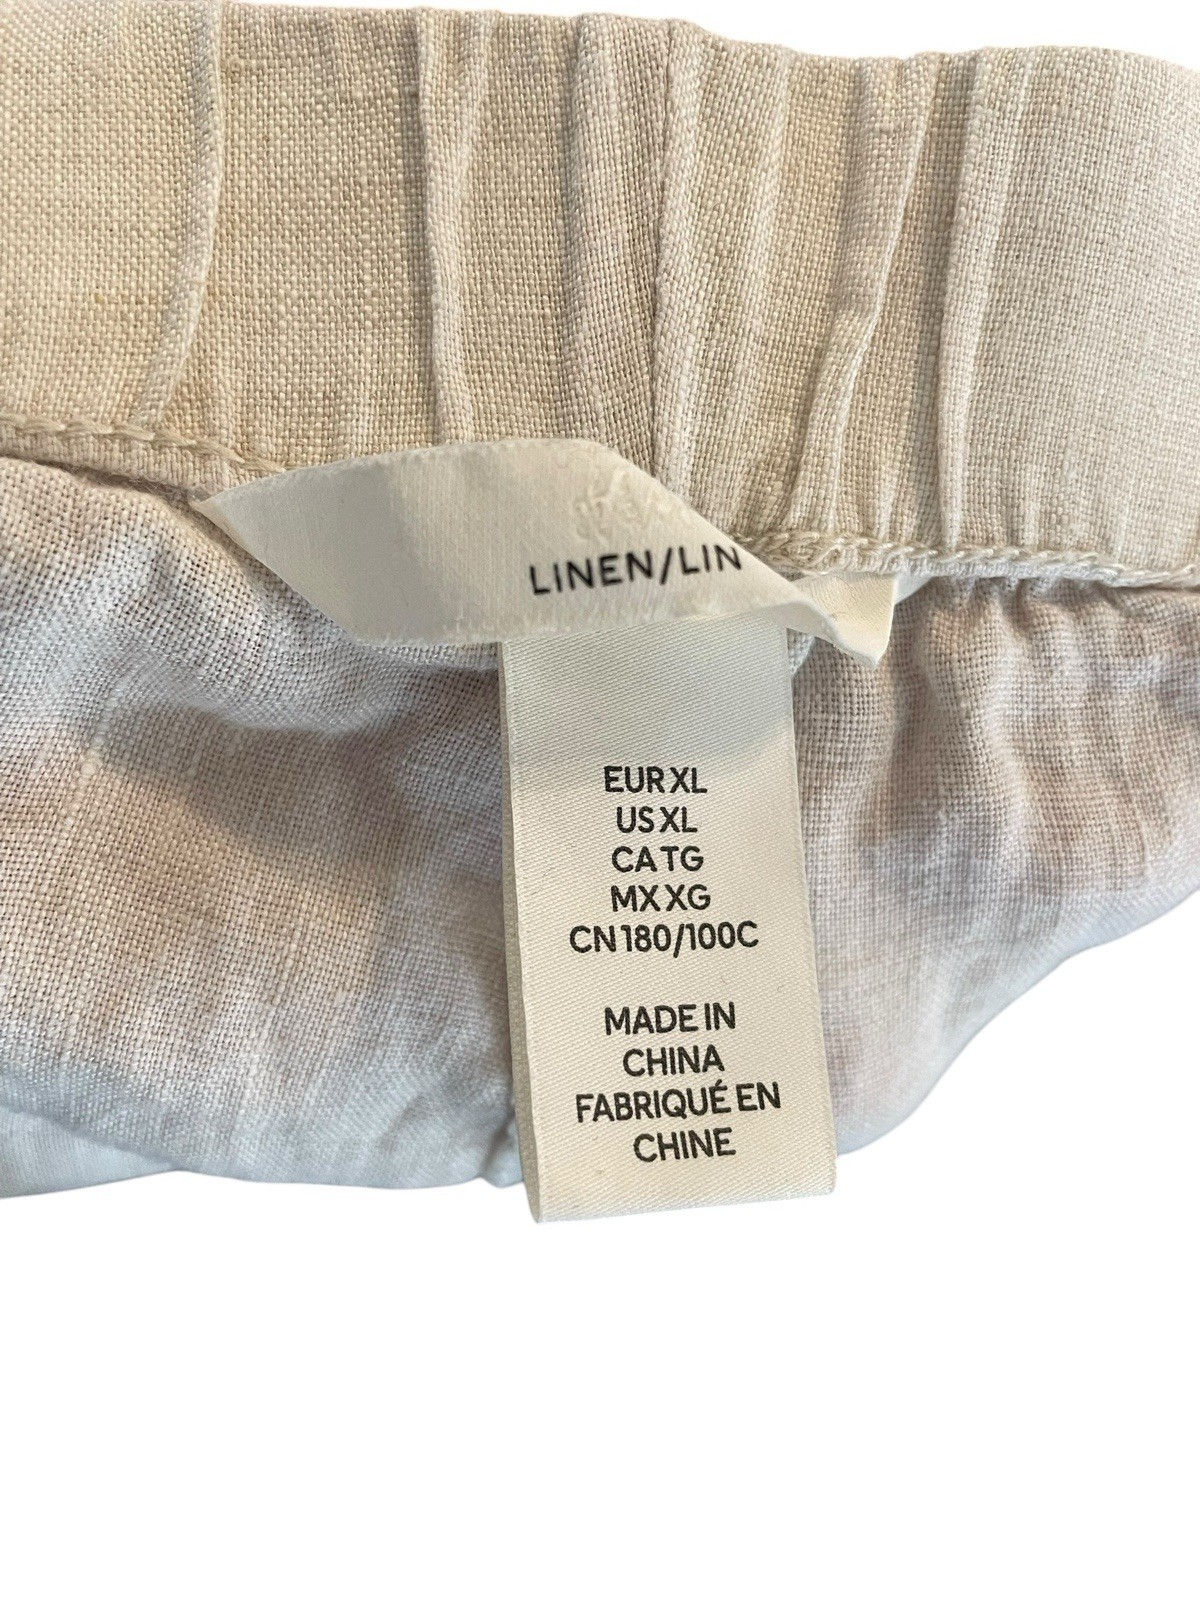 LINEN/LIN
EUR XL
US XL
CA TG
MX XG
CN 180/100C
MADE IN
CHINA
FABRIQUÉ EN
CHINE